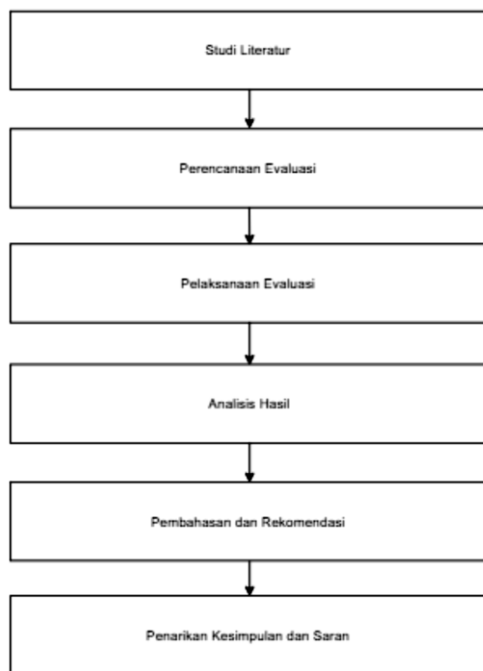 Studi Literatur
Perencanaan Evaluasi
Pelaksanaan Evaluasi
Analisis Hasil
Pembahasan dan Rekomendasi
Penarikan Kesimpulan dan Saran